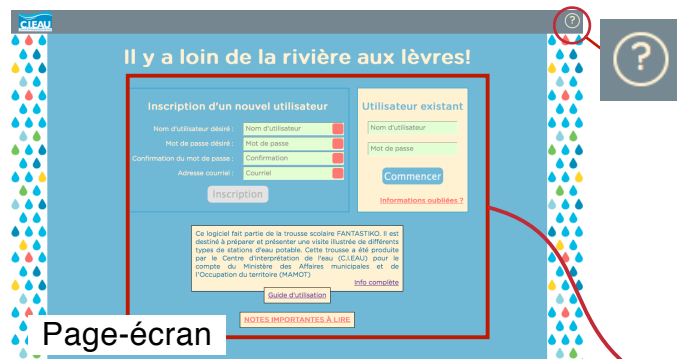 C.I.EAU
?
?
Il y a loin de la rivière aux lèvres!
Inscription d'un nouvel utilisateur
Nom d'utilisateur désiré :
Nom d'utilisateur
Mot de passe désiré :
Mot de passe
Confirmation du mot de passe :
Confirmation
Adresse courriel :
Courriel
Inscription
Utilisateur existant
Nom d'utilisateur
Mot de passe
Commencer
Informations oubliées ?
Ce logiciel fait partie de la trousse scolaire FANTASTIKO. Il est
destiné à préparer et présenter une visite illustrée de différents
types de stations d'eau potable. Cette trousse a été produite
par le Centre d'interprétation de l'eau (C.I.EAU) pour le
compte du Ministère des Affaires municipales et de
l'Occupation du territoire (MAMOT)
Info complète
Guide d'utilisation
NOTES IMPORTANTES À LIRE
Page-écran